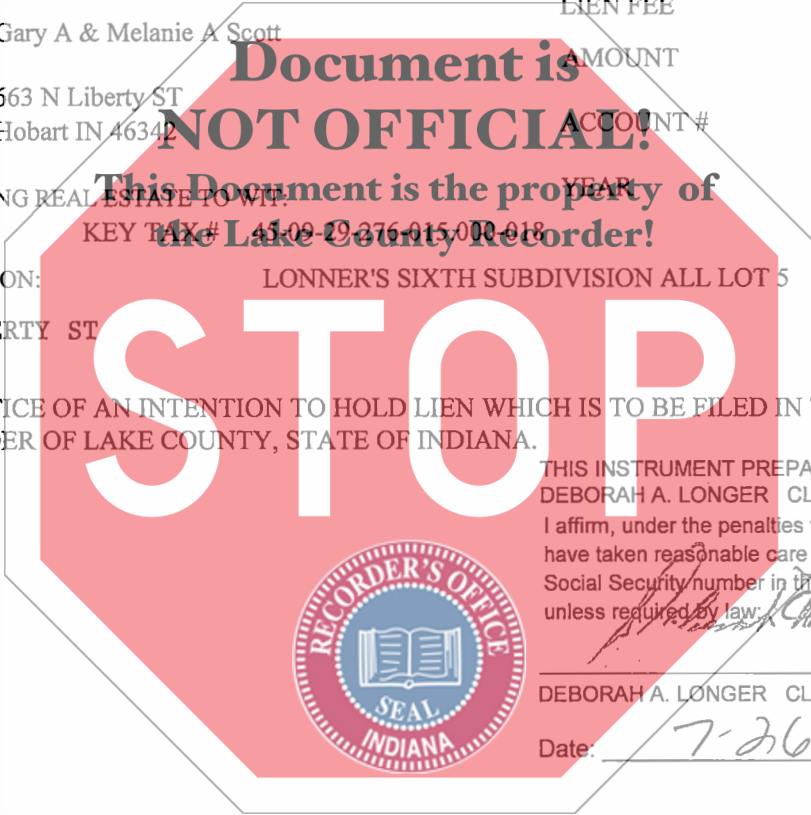 LIEN FEE
Gary A & Melanie A Scott
AMOUNT
Document is
663 N Liberty ST
Hobart IN 46342
ACCOUNT #
NOT OFFICIAL!
YEAR
This Document is the property of
NG REAL ESTATE TO WIT:
KEY TAX # 45-09-29-276-015/000-018
the Lake County Recorder!
ON: LONNER'S SIXTH SUBDIVISION ALL LOT 5
ERTY ST
STOP
ICE OF AN INTENTION TO HOLD LIEN WHICH IS TO BE FILED IN
ER OF LAKE COUNTY, STATE OF INDIANA.
THIS INSTRUMENT PREPA
DEBORAH A. LONGER CL
I affirm, under the penalties
have taken reasonable care
Social Security number in th
unless required by law:
RECORDER'S OFFICE
SEAL
INDIANA
DEBORAH A. LONGER CL
Date: 7-26